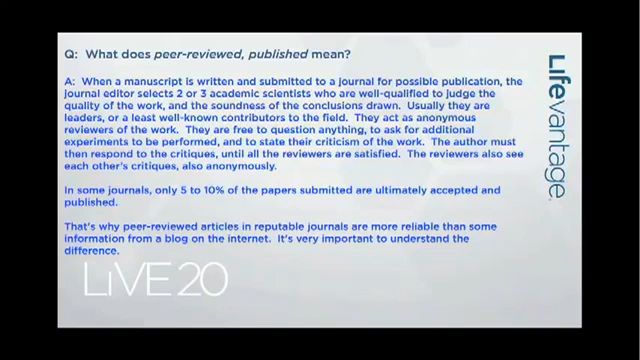 Q: What does peer-reviewed, published mean?
A: When a manuscript is written and submitted to a journal for possible publication, the
journal editor selects 2 or 3 academic scientists who are well-qualified to judge the
quality of the work, and the soundness of the conclusions drawn. Usually they are
leaders, or a least well-known contributors to the field. They act as anonymous
reviewers of the work. They are free to question anything, to ask for additional
experiments to be performed, and to state their criticism of the work. The author must
then respond to the critiques, until all the reviewers are satisfied. The reviewers also see
each other's critiques, also anonymously.
In some journals, only 5 to 10% of the papers submitted are ultimately accepted and
published.
That's why peer-reviewed articles in reputable journals are more reliable than some
information from a blog on the internet. It's very important to understand the
difference.
LIVE 20
Lifevantage